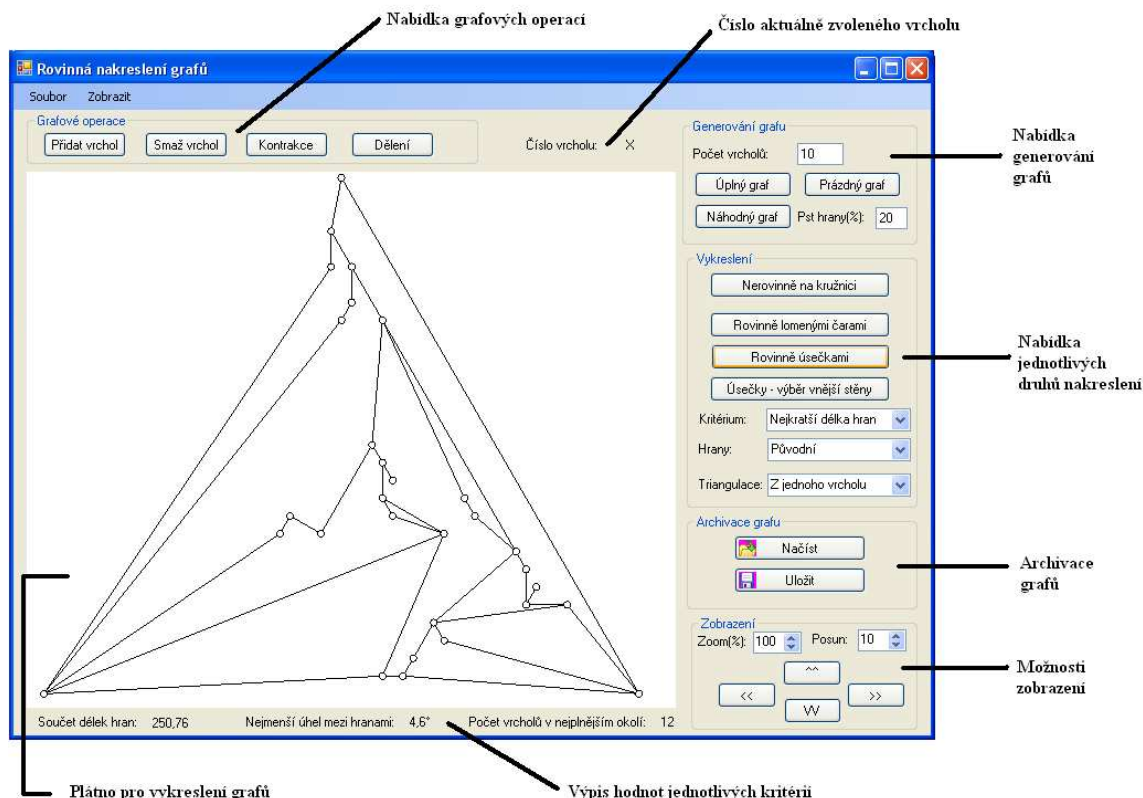 Nabídka grafových operací
Číslo aktuálně zvoleného vrcholu
Rovinná nakreslení grafů
Soubor Zobrazit
Grafové operace
Přidat vrchol Smaž vrchol Kontrakce Dělení
Číslo vrcholu: X
Generování grafu
Počet vrcholů: 10
Úplný graf Prázdný graf
Náhodný graf Pst hrany(%): 20
Nabídka
generování
grafů
Vykreslení
Nerovinně na kružnici
Rovinně lomenými čarami
Rovinně úsečkami
Úsečky - výběr vnější stěny
Kritérium: Nejkratší délka hran
Hrany: Původní
Triangulace: Z jednoho vrcholu
Nabídka
jednotlivých
druhů nakreslení
Archivace grafu
Načíst
Uložit
Archivace
grafů
Zobrazení
Zoom(%): 100 Posun: 10
^^
<< >>
VV
Možnosti
zobrazení
Součet délek hran: 250,76 Nejmenší úhel mezi hranami: 4,6° Počet vrcholů v nejplnějším okolí: 12
Plátno pro vykreslení grafů
Výpis hodnot jednotlivých kritérií